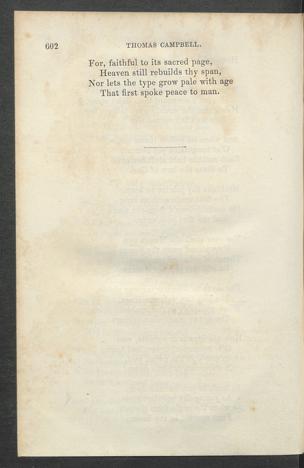 602 THOMAS CAMPBELL.
For, faithful to its sacred page,
Heaven still rebuilds thy span,
Nor lets the type grow pale with age
That first spoke peace to man.